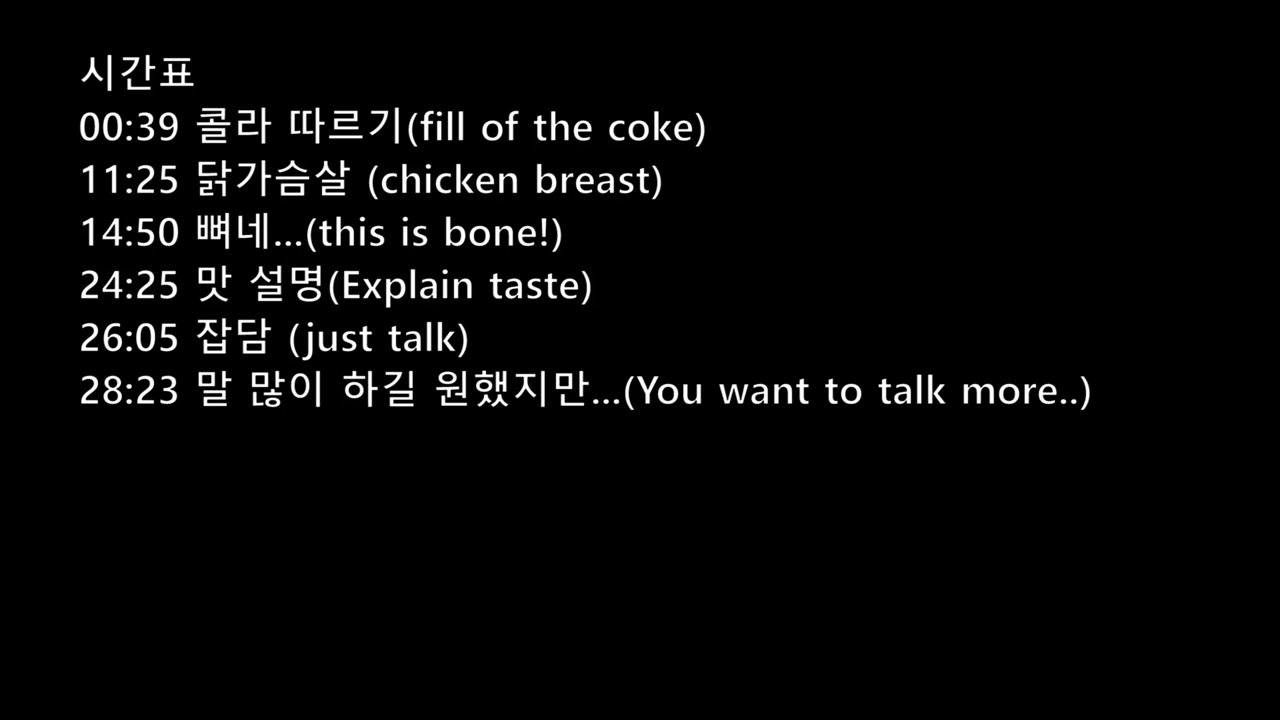 시간표
00:39 콜라 따르기(fill of the coke)
11:25 닭가슴살 (chicken breast)
14:50 뼈네...(this is bone!)
24:25 맛 설명(Explain taste)
26:05 잡담 (just talk)
28:23 말 많이 하길 원했지만...(You want to talk more..)